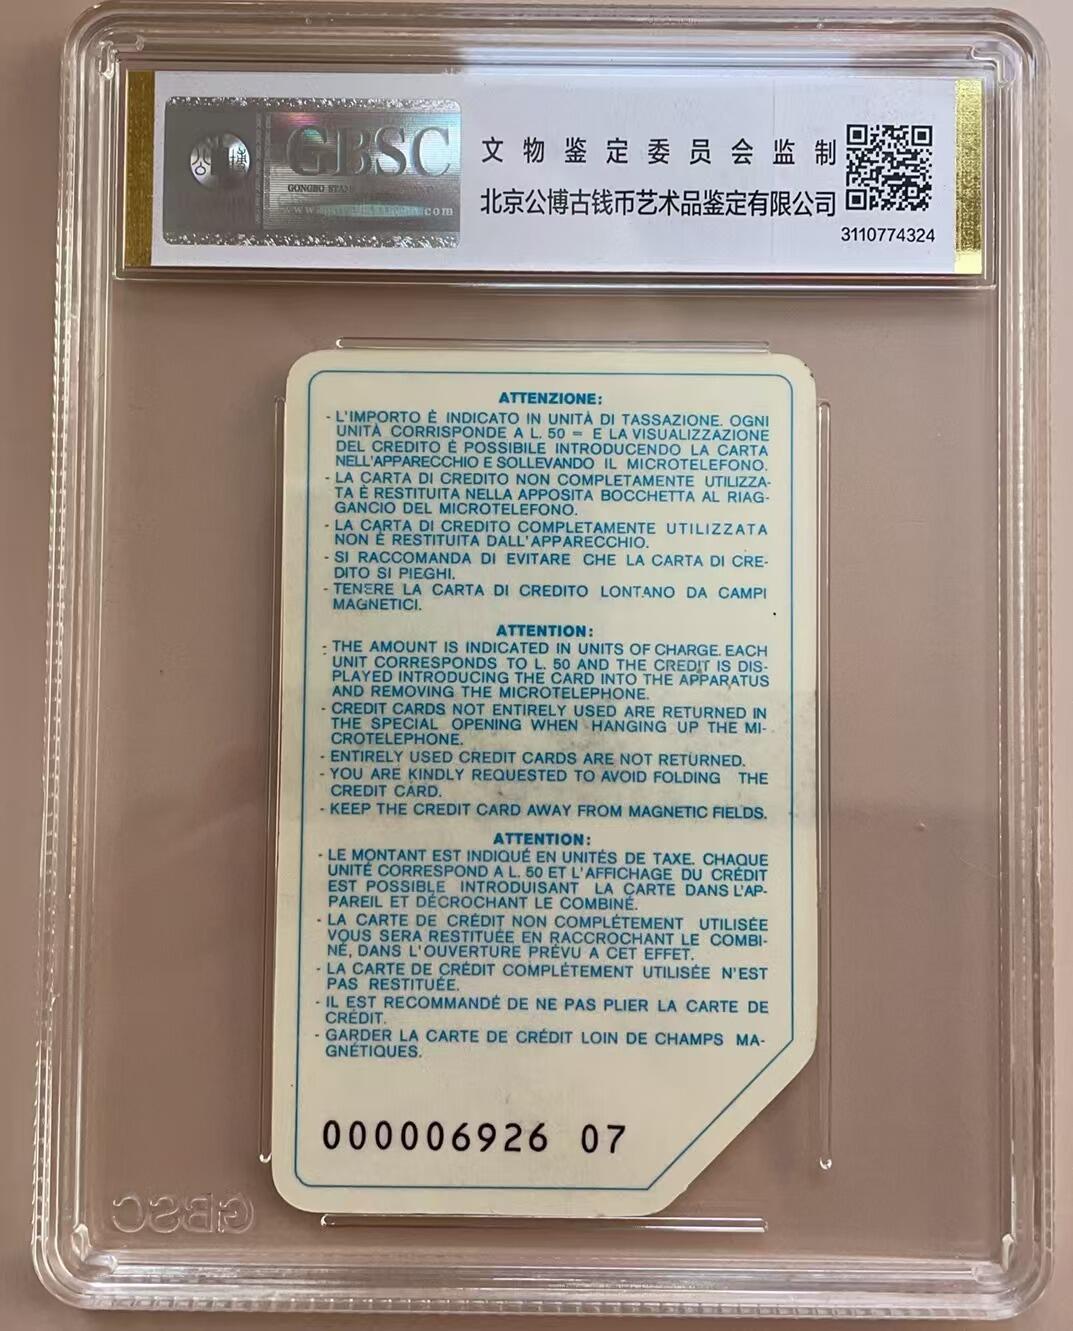 GBSC
文物鉴定委员会监制
北京公博古钱币艺术品鉴定有限公司
3110774324
ATTENZIONE:
- L'IMPORTO È INDICATO IN UNITÀ DI TASSAZIONE. OGNI
UNITÀ CORRISPONDE A L. 50 = E LA VISUALIZZAZIONE
DEL CREDITO É POSSIBILE INTRODUCENDO LA CARTA
NELL'APPARECCHIO E SOLLEVANDO IL MICROTELEFONO.
- LA CARTA DI CREDITO NON COMPLETAMENTE UTILIZZA-
TA È RESTITUITA NELLA APPOSITA BOCCHETTA AL RIAG-
GANCIO DEL MICROTELEFONO.
- LA CARTA DI CREDITO COMPLETAMENTE UTILIZZATA
NON È RESTITUITA DALL'APPARECCHIO.
- SI RACCOMANDA DI EVITARE CHE LA CARTA DI CRE-
DITO SI PIEGHI.
- TENERE LA CARTA DI CREDITO LONTANO DA CAMPI
MAGNETICI.
ATTENTION:
- THE AMOUNT IS INDICATED IN UNITS OF CHARGE. EACH
UNIT CORRESPONDS TO L. 50 AND THE CREDIT IS DIS-
PLAYED INTRODUCING THE CARD INTO THE APPARATUS
AND REMOVING THE MICROTELEPHONE.
- CREDIT CARDS NOT ENTIRELY USED ARE RETURNED IN
THE SPECIAL OPENING WHEN HANGING UP THE MI-
CROTELEPHONE.
- ENTIRELY USED CREDIT CARDS ARE NOT RETURNED.
- YOU ARE KINDLY REQUESTED TO AVOID FOLDING THE
CREDIT CARD.
- KEEP THE CREDIT CARD AWAY FROM MAGNETIC FIELDS.
ATTENTION:
- LE MONTANT EST INDIQUÉ EN UNITÉS DE TAXE. CHAQUE
UNITÉ CORRESPOND A L. 50 ET L'AFFICHAGE DU CRÉDIT
EST POSSIBLE INTRODUISANT LA CARTE DANS L'AP-
PAREIL ET DÉCROCHANT LE COMBINÉ.
- LA CARTE DE CRÉDIT NON COMPLÉTEMENT UTILISÉE
VOUS SERA RESTITUÉE EN RACCROCHANT LE COMBI-
NÉ, DANS L'OUVERTURE PRÉVU A CET EFFET.
- LA CARTE DE CRÉDIT COMPLÉTEMENT UTILISÉE N'EST
PAS RESTITUÉE.
- IL EST RECOMMANDÉ DE NE PAS PLIER LA CARTE DE
CRÉDIT.
- GARDER LA CARTE DE CRÉDIT LOIN DE CHAMPS MA-
GNÉTIQUES.
000006926 07
GBSC